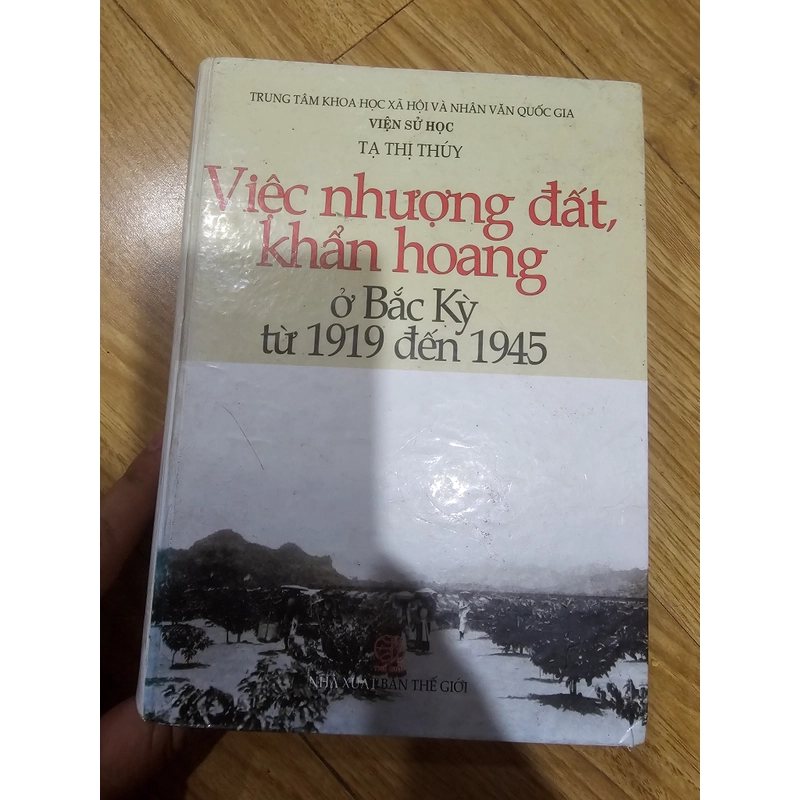 TRUNG TÂM KHOA HỌC XÃ HỘI VÀ NHÂN VĂN QUỐC GIA
VIỆN SỬ HỌC
TẠ THỊ THÚY
Việc nhượng đất,
khẩn hoang
ở Bắc Kỳ
từ 1919 đến 1945
NHÀ XUẤT BẢN THẾ GIỚI